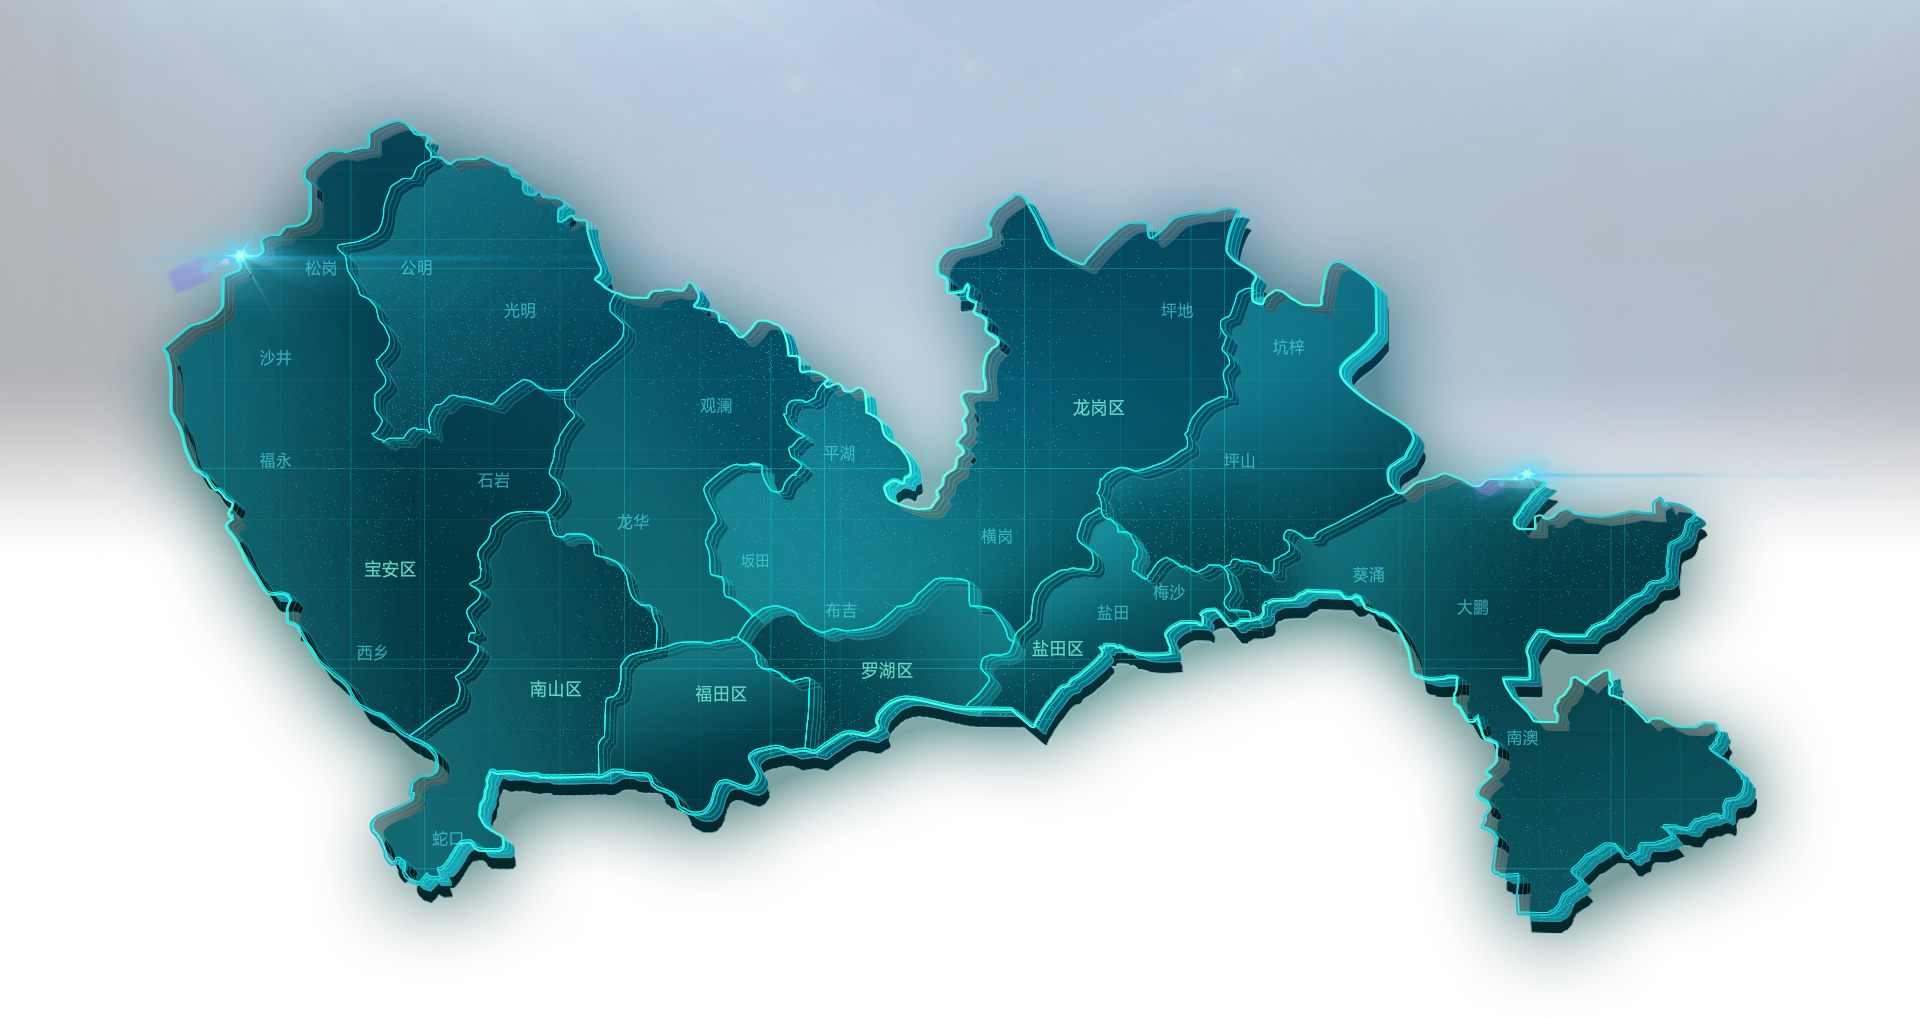 松岗
公明
光明
坪地
坑梓
沙井
观澜
龙岗区
平湖
福永
坪山
石岩
龙华
横岗
坂田
宝安区
葵涌
梅沙
大鹏
布吉
盐田
盐田区
西乡
罗湖区
南山区
福田区
南澳
蛇口